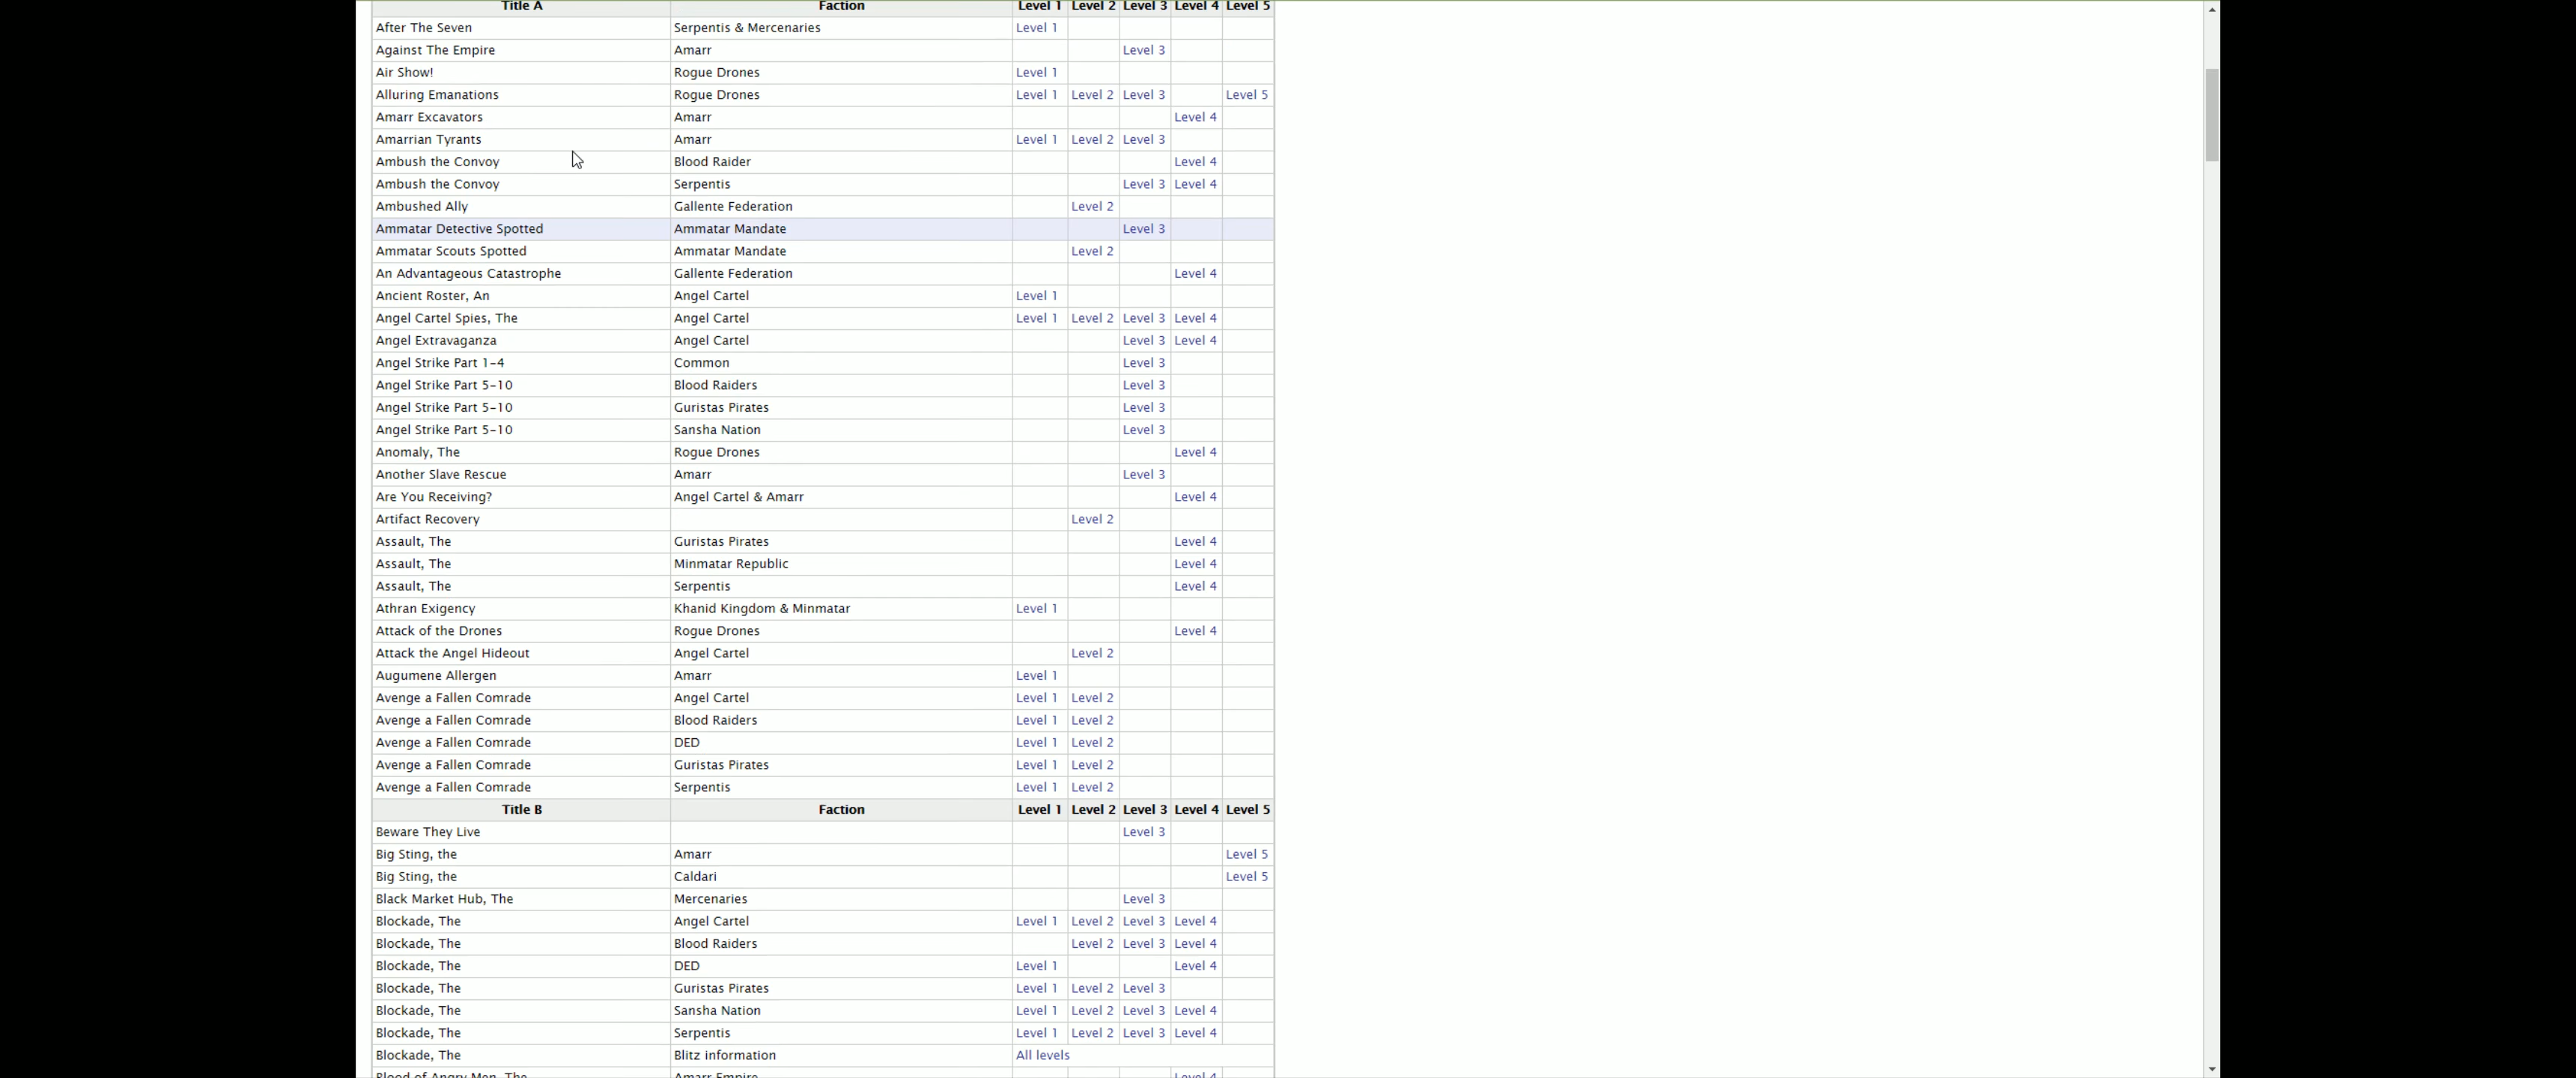 Title A Faction Level 1 Level 2 Level 3 Level 4 Level 5
After The Seven Serpentis & Mercenaries Level 1
Against The Empire Amarr Level 3
Air Show! Rogue Drones Level 1
Alluring Emanations Rogue Drones Level 1 Level 2 Level 3 Level 5
Amarr Excavators Amarr Level 4
Amarrian Tyrants Amarr Level 1 Level 2 Level 3
Ambush the Convoy Blood Raider Level 4
Ambush the Convoy Serpentis Level 3 Level 4
Ambushed Ally Gallente Federation Level 2
Ammatar Detective Spotted Ammatar Mandate Level 3
Ammatar Scouts Spotted Ammatar Mandate Level 2
An Advantageous Catastrophe Gallente Federation Level 4
Ancient Roster, An Angel Cartel Level 1
Angel Cartel Spies, The Angel Cartel Level 1 Level 2 Level 3 Level 4
Angel Extravaganza Angel Cartel Level 3 Level 4
Angel Strike Part 1-4 Common Level 3
Angel Strike Part 5-10 Blood Raiders Level 3
Angel Strike Part 5-10 Guristas Pirates Level 3
Angel Strike Part 5-10 Sansha Nation Level 3
Anomaly, The Rogue Drones Level 4
Another Slave Rescue Amarr Level 3
Are You Receiving? Angel Cartel & Amarr Level 4
Artifact Recovery Level 2
Assault, The Guristas Pirates Level 4
Assault, The Minmatar Republic Level 4
Assault, The Serpentis Level 4
Athran Exigency Khanid Kingdom & Minmatar Level 1
Attack of the Drones Rogue Drones Level 4
Attack the Angel Hideout Angel Cartel Level 2
Augumene Allergen Amarr Level 1
Avenge a Fallen Comrade Angel Cartel Level 1 Level 2
Avenge a Fallen Comrade Blood Raiders Level 1 Level 2
Avenge a Fallen Comrade DED Level 1 Level 2
Avenge a Fallen Comrade Guristas Pirates Level 1 Level 2
Avenge a Fallen Comrade Serpentis Level 1 Level 2
Title B Faction Level 1 Level 2 Level 3 Level 4 Level 5
Beware They Live Level 3
Big Sting, the Amarr Level 5
Big Sting, the Caldari Level 5
Black Market Hub, The Mercenaries Level 3
Blockade, The Angel Cartel Level 1 Level 2 Level 3 Level 4
Blockade, The Blood Raiders Level 2 Level 3 Level 4
Blockade, The DED Level 1 Level 4
Blockade, The Guristas Pirates Level 1 Level 2 Level 3
Blockade, The Sansha Nation Level 1 Level 2 Level 3 Level 4
Blockade, The Serpentis Level 1 Level 2 Level 3 Level 4
Blockade, The Blitz information All levels
Blood of Angry Men, The Amarr Empire Level 4